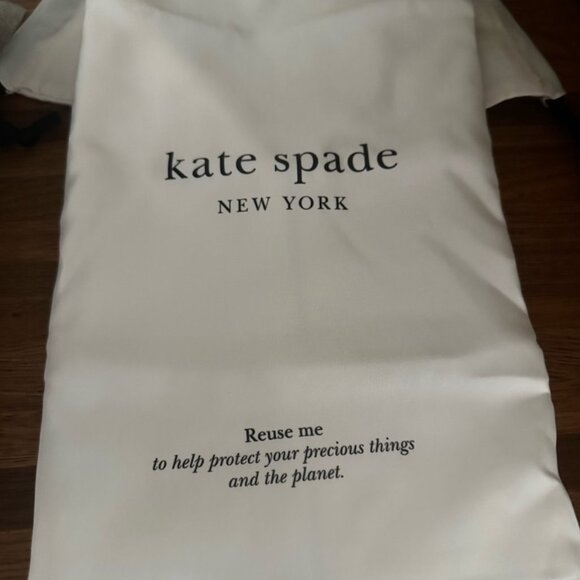 kate spade
NEW YORK
Reuse me
to help protect your precious things
and the planet.